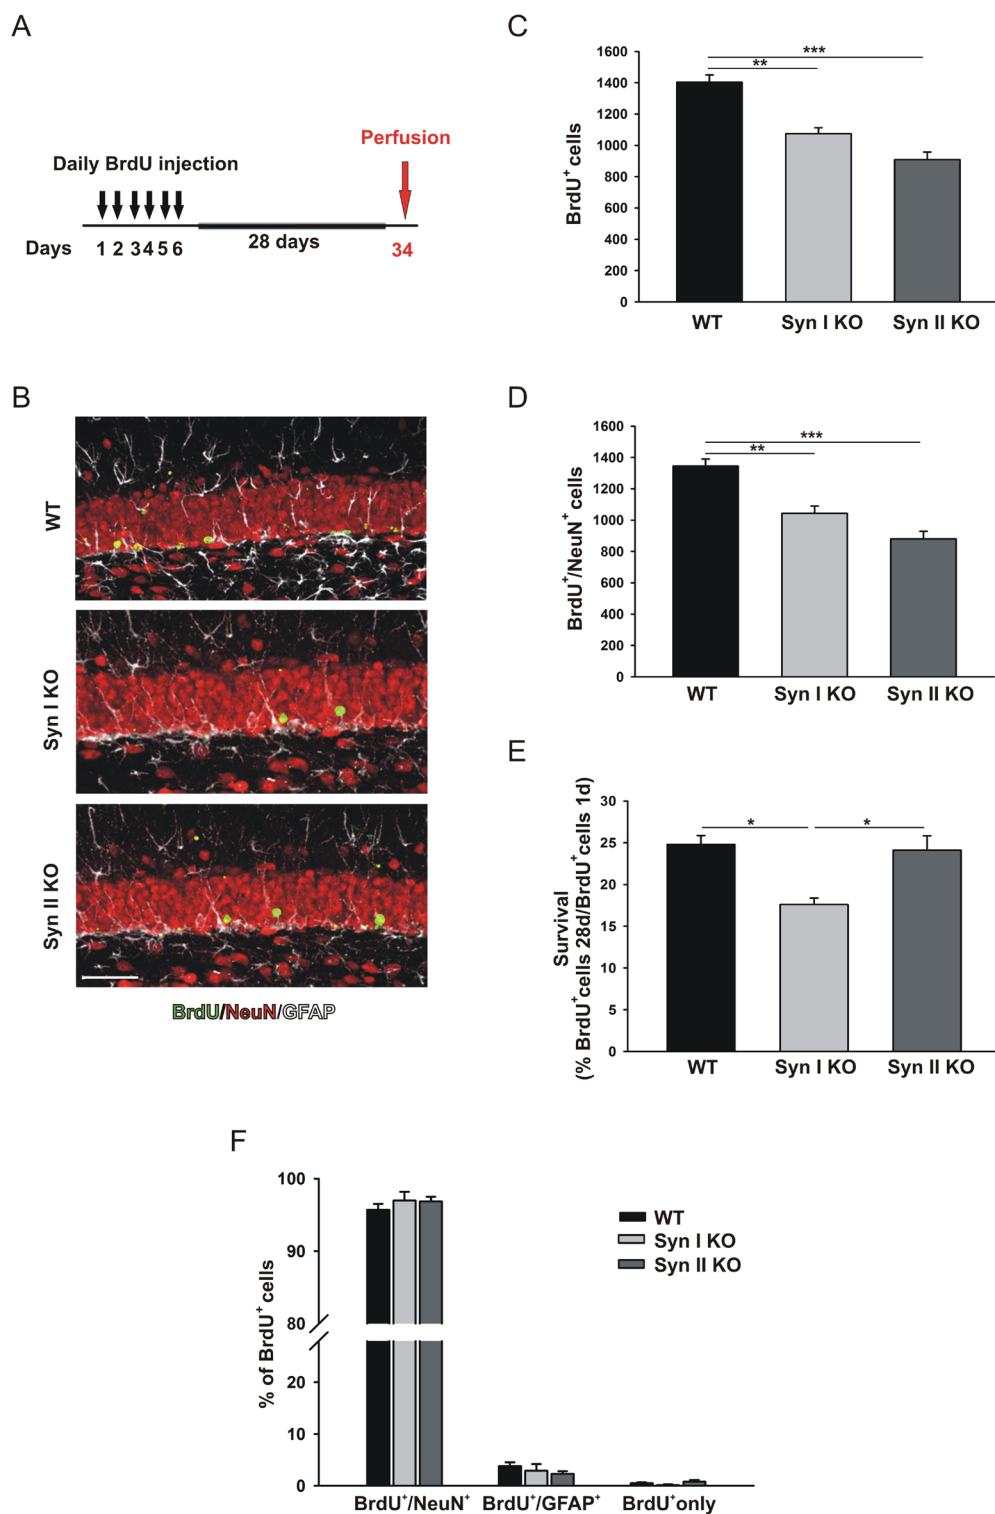 A
Perfusion
Daily BrdU injection
Days 1 2 3 4 5 6 28 days 34
B
WT
Syn I KO
Syn II KO
BrdU/NeuN/GFAP
C
BrdU⁺ cells
1600
1400
1200
1000
800
600
400
200
0
**
***
WT Syn I KO Syn II KO
D
BrdU⁺/NeuN⁺ cells
1600
1400
1200
1000
800
600
400
200
0
**
***
WT Syn I KO Syn II KO
E
Survival
(% BrdU⁺cells 28d/BrdU⁺cells 1d)
30
25
20
15
10
5
0
* *
WT Syn I KO Syn II KO
F
% of BrdU⁺ cells
100
90
80
20
10
0
WT
Syn I KO
Syn II KO
BrdU⁺/NeuN⁺ BrdU⁺/GFAP⁺ BrdU⁺only